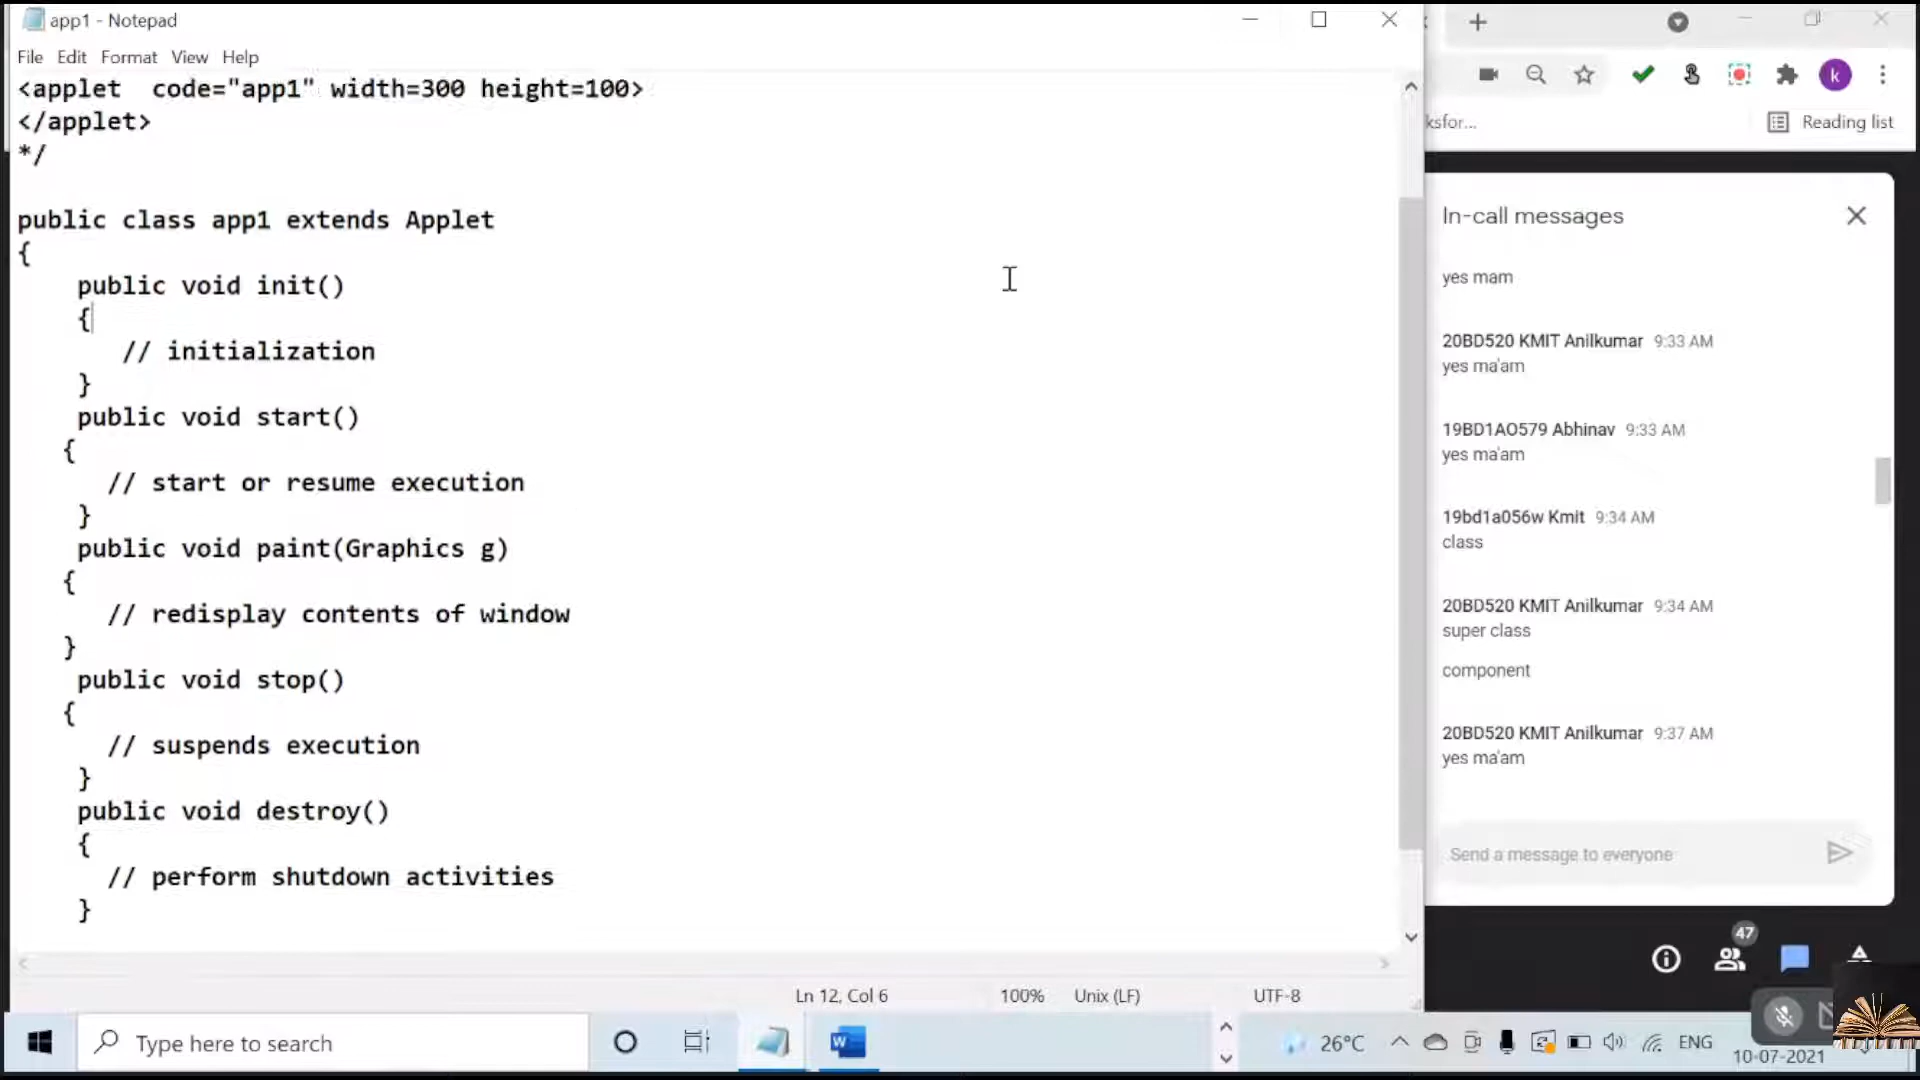 app1 - Notepad
File Edit Format View Help
<applet  code="app1" width=300 height=100>
</applet>
*/
public class app1 extends Applet
{
    public void init()
    {
       // initialization
    }
    public void start()
   {
      // start or resume execution
    }
    public void paint(Graphics g)
   {
      // redisplay contents of window
   }
    public void stop()
   {
      // suspends execution
    }
    public void destroy()
    {
      // perform shutdown activities
    }
Ln 12, Col 6
100%
Unix (LF)
UTF-8
k
ksfor...
Reading list
In-call messages
yes mam
20BD520 KMIT Anilkumar 9:33 AM
yes ma'am
19BD1AO579 Abhinav 9:33 AM
yes ma'am
19bd1a056w Kmit 9:34 AM
class
20BD520 KMIT Anilkumar 9:34 AM
super class
component
20BD520 KMIT Anilkumar 9:37 AM
yes ma'am
Send a message to everyone
47
Type here to search
W
26°C
ENG
10-07-2021